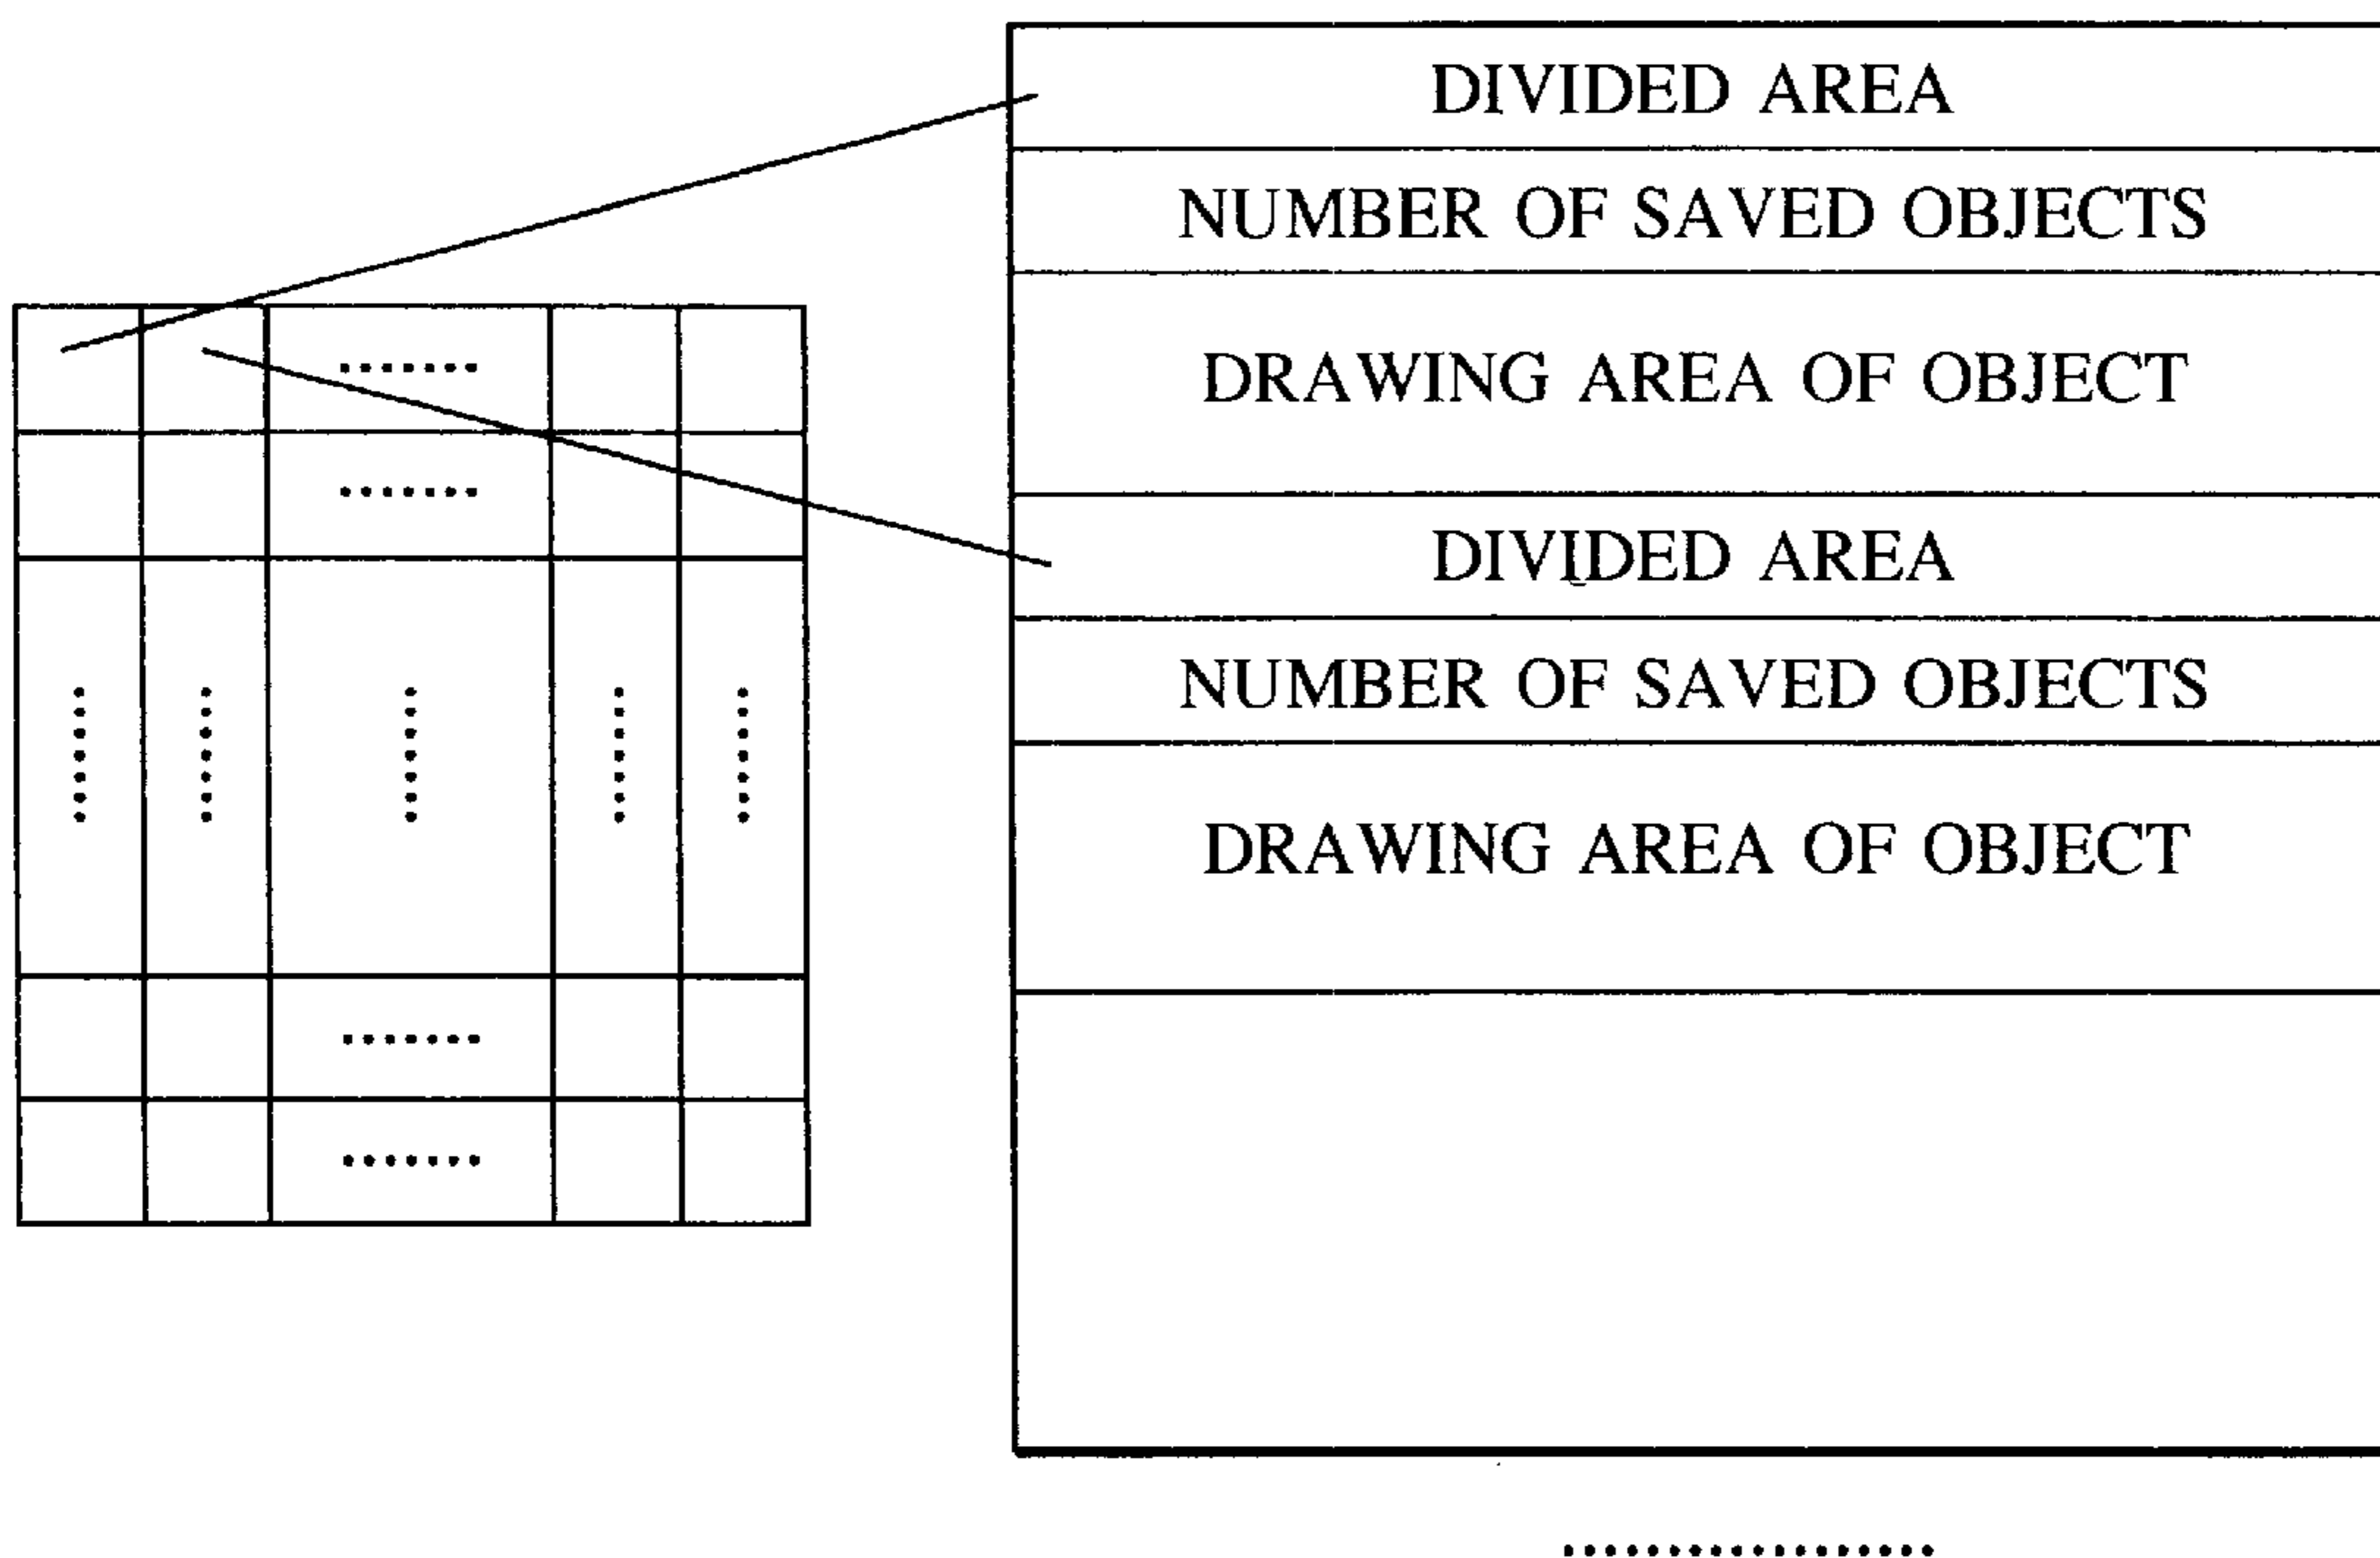 DIVIDED AREA
NUMBER OF SAVED OBJECTS
DRAWING AREA OF OBJECT
DIVIDED AREA
NUMBER OF SAVED OBJECTS
DRAWING AREA OF OBJECT